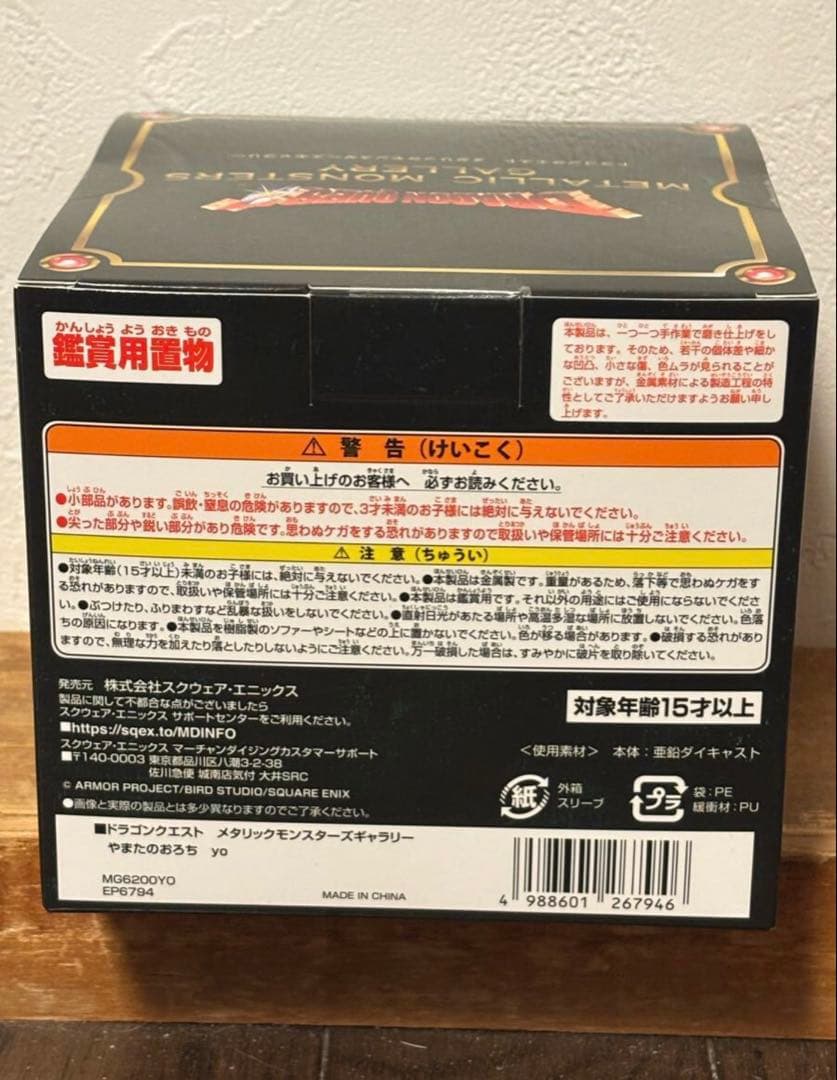 ドラゴンクエスト メタリックモンスターズギャラリー
METALLIC MONSTERS
GALLERY
DRAGON QUEST
かんしょう よう おき もの
鑑賞用置物
本製品は、一つ一つ手作業で磨き仕上げをし
ております。そのため、若干の個体差や細か
な凹凸、小さな傷、色ムラが見られることが
ございますが、金属素材による製造工程の特
性としてご了承いただけますようお願い申し
上げます。
⚠ 警告(けいこく)
お買い上げのお客様へ 必ずお読みください。
●小部品があります。誤飲・窒息の危険がありますので、3才未満のお子様には絶対に与えないでください。
●尖った部分や鋭い部分があり危険です。思わぬケガをする恐れがありますので取扱いや保管場所には十分ご注意ください。
⚠ 注意(ちゅうい)
●対象年齢(15才以上)未満のお子様には、絶対に与えないでください。●本製品は金属製です。重量があるため、落下等で思わぬケガをす
る恐れがありますので、取扱いや保管場所には十分ご注意ください。●本製品は鑑賞用です。それ以外の用途にはご使用にならないでくださ
い。●ぶつけたり、ふりまわすなど乱暴な扱いをしないでください。●直射日光があたる場所や高温多湿な場所に放置しないでください。色落
ちの原因になります。●本製品を樹脂製のソファーやシートなどの上に置かないでください。色が移る場合があります。●破損する恐れがあり
ますので、無理な力を加えたり落としたりしないようにご注意ください。万一破損した場合は、すみやかに破片を取り除いてください。
発売元 株式会社スクウェア・エニックス
製品に関して不都合な点がございましたら
スクウェア・エニックス サポートセンターをご利用ください。
■https://sqex.to/MDINFO
スクウェア・エニックス マーチャンダイジングカスタマーサポート
■〒140-0003 東京都品川区八潮3-2-38
佐川急便 城南店気付 大井SRC
© ARMOR PROJECT/BIRD STUDIO/SQUARE ENIX
●画像と実際の製品とは多少異なりますのでご了承ください。
対象年齢15才以上
<使用素材> 本体:亜鉛ダイキャスト
紙 外箱
スリーブ
プラ 袋:PE
緩衝材:PU
■ドラゴンクエスト メタリックモンスターズギャラリー
やまたのおろち yo
MG6200YO
EP6794
MADE IN CHINA
4 988601 267946